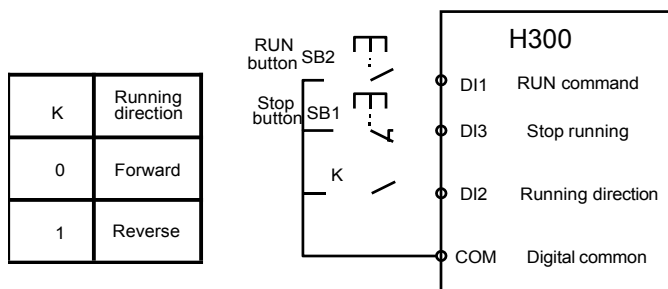 K
Running
direction
0
Forward
1
Reverse
RUN
button
SB2
Stop
button
SB1
K
H300
DI1
RUN command
DI3
Stop running
DI2
Running direction
COM
Digital common